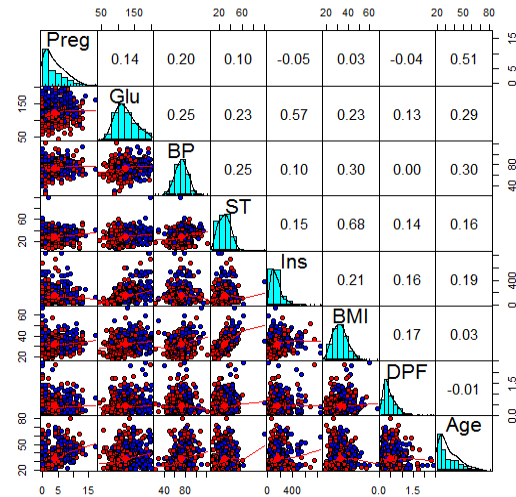 50 150 20 60 20 40 60 20 50 80
Preg 0.14 0.20 0.10 -0.05 0.03 -0.04 0.51 0 5 15
50 150 Glu 0.25 0.23 0.57 0.23 0.13 0.29
BP 0.25 0.10 0.30 0.00 0.30 40 80
20 60 ST 0.15 0.68 0.14 0.16
Ins 0.21 0.16 0.19 0 400
20 40 60 BMI 0.17 0.03
DPF -0.01 0.0 1.5
20 50 80 Age
0 5 15 40 80 0 400 0.0 1.5